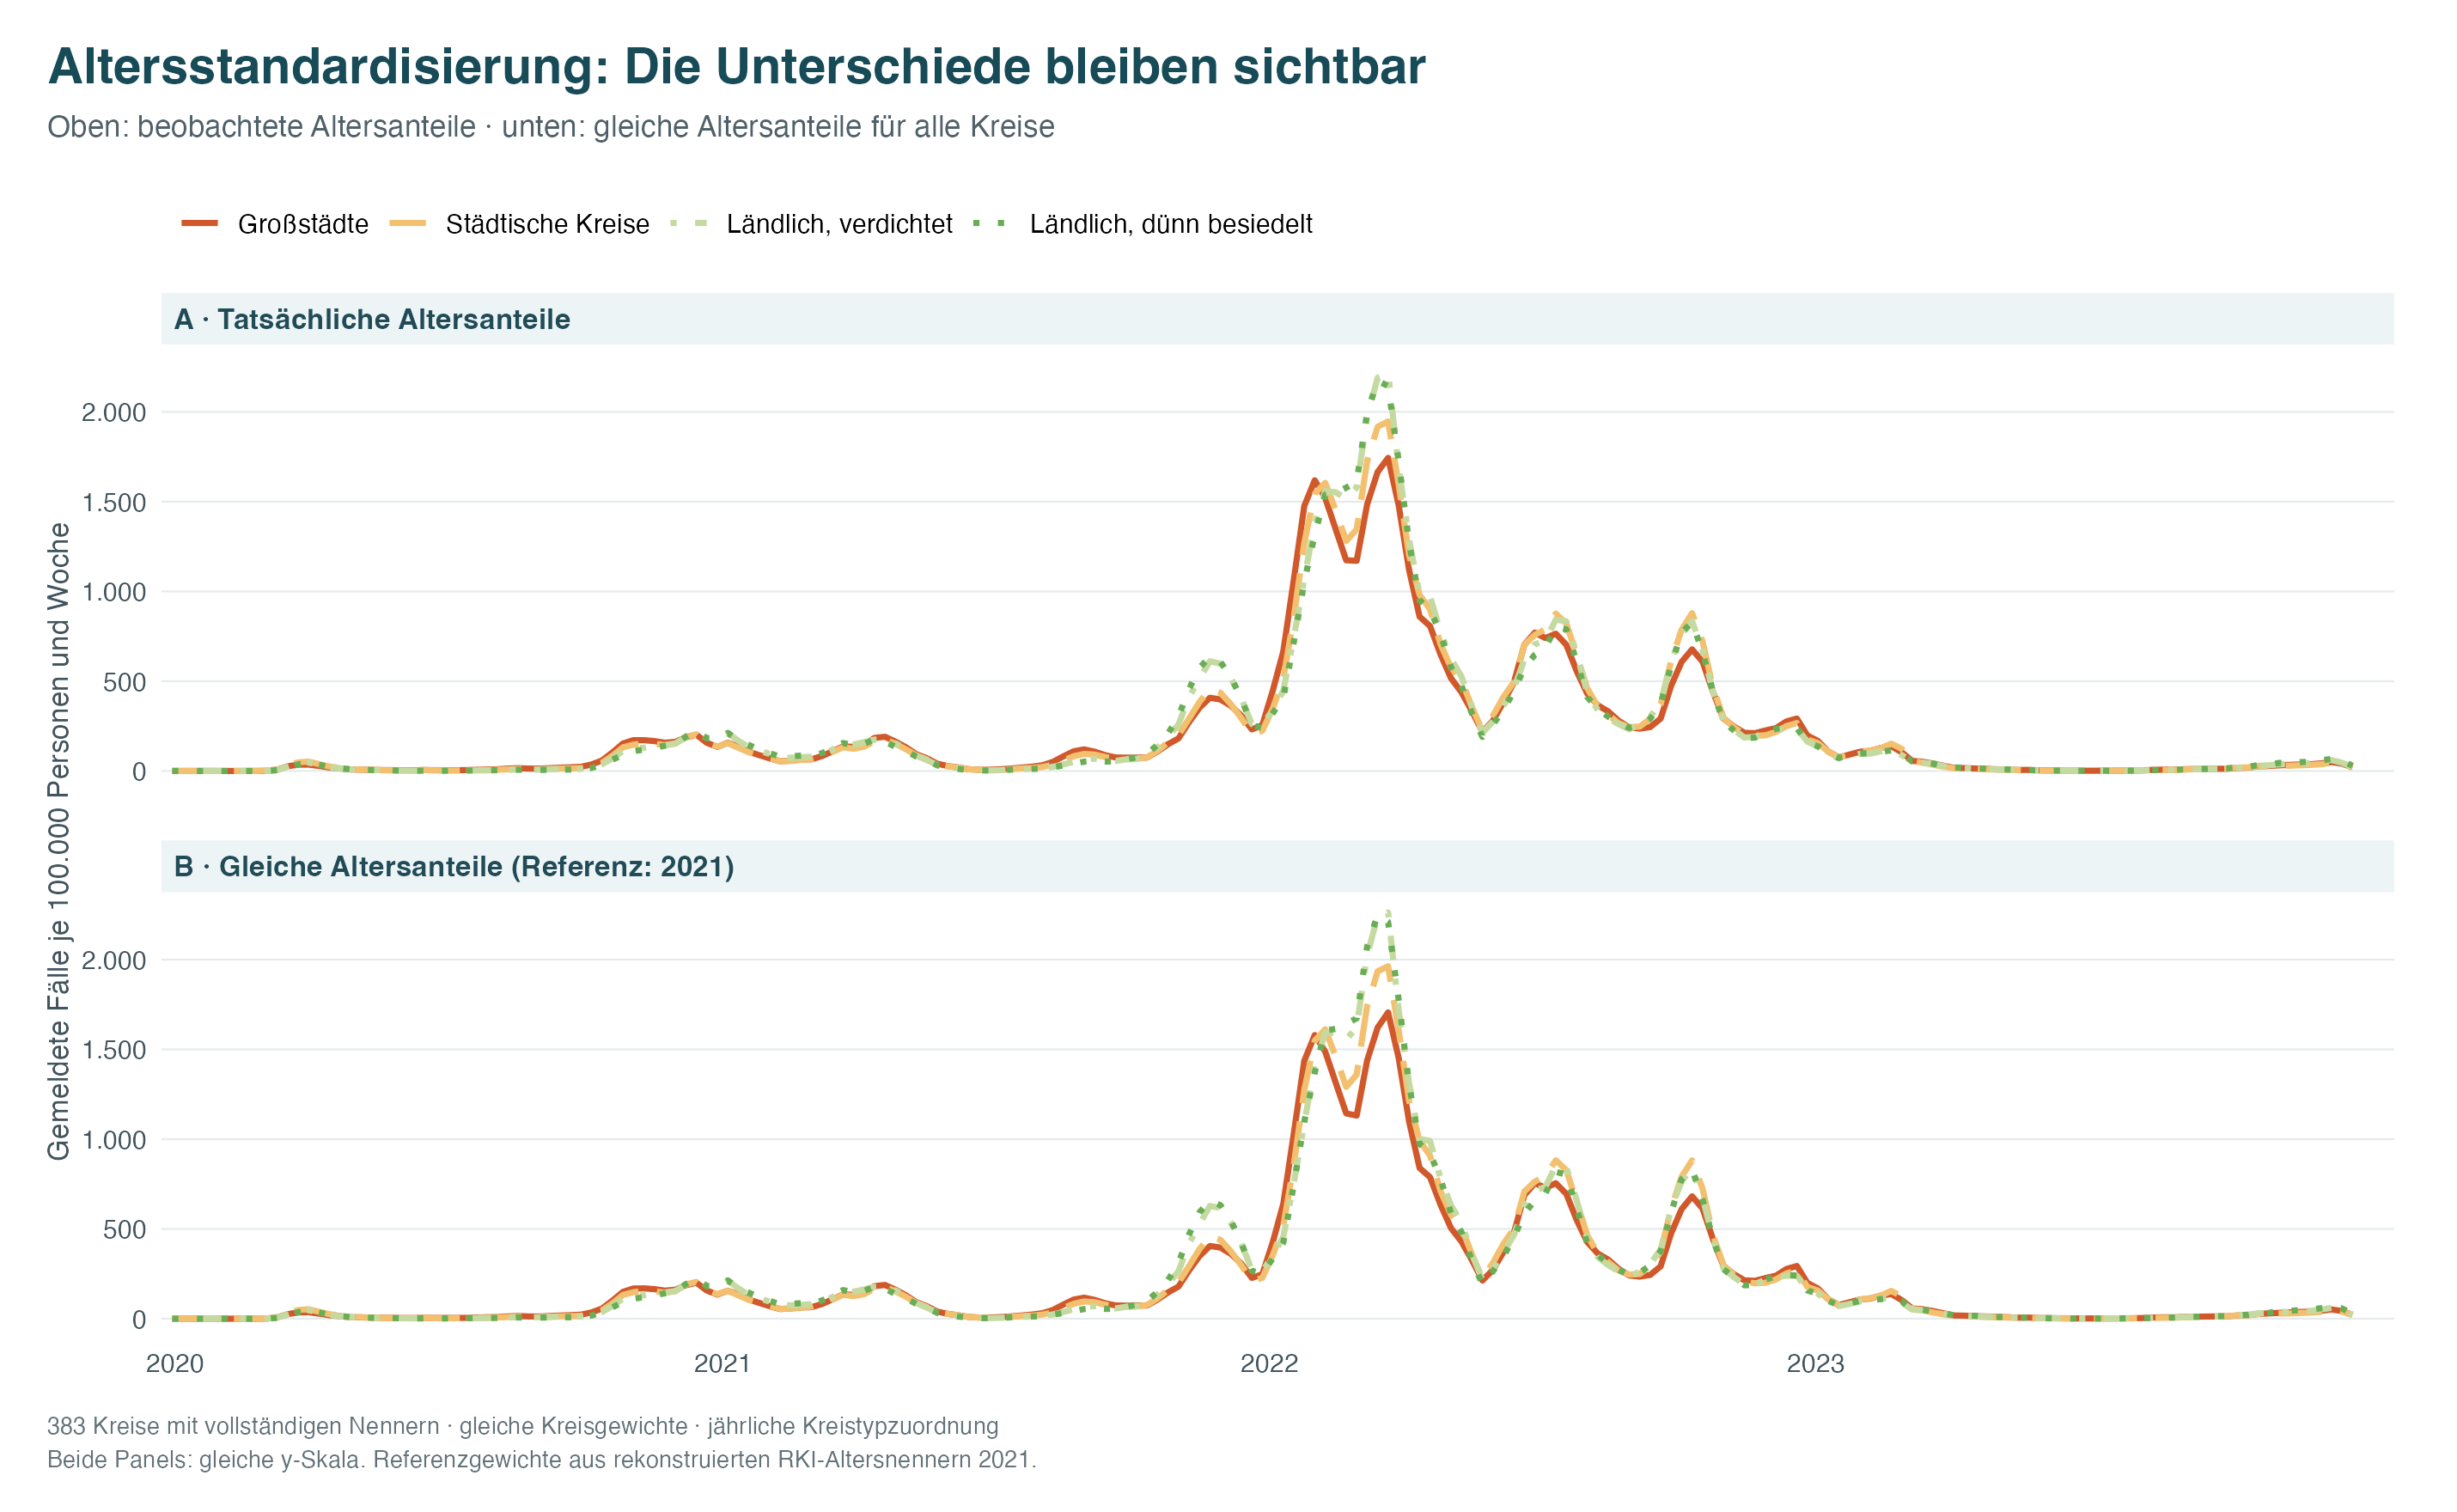 Altersstandardisierung: Die Unterschiede bleiben sichtbar
Oben: beobachtete Altersanteile · unten: gleiche Altersanteile für alle Kreise
Großstädte
Städtische Kreise
Ländlich, verdichtet
Ländlich, dünn besiedelt
A · Tatsächliche Altersanteile
Gemeldete Fälle je 100.000 Personen und Woche
2.000
1.500
1.000
500
0
B · Gleiche Altersanteile (Referenz: 2021)
2.000
1.500
1.000
500
0
2020
2021
2022
2023
383 Kreise mit vollständigen Nennern · gleiche Kreisgewichte · jährliche Kreistypzuordnung
Beide Panels: gleiche y-Skala. Referenzgewichte aus rekonstruierten RKI-Altersnennern 2021.